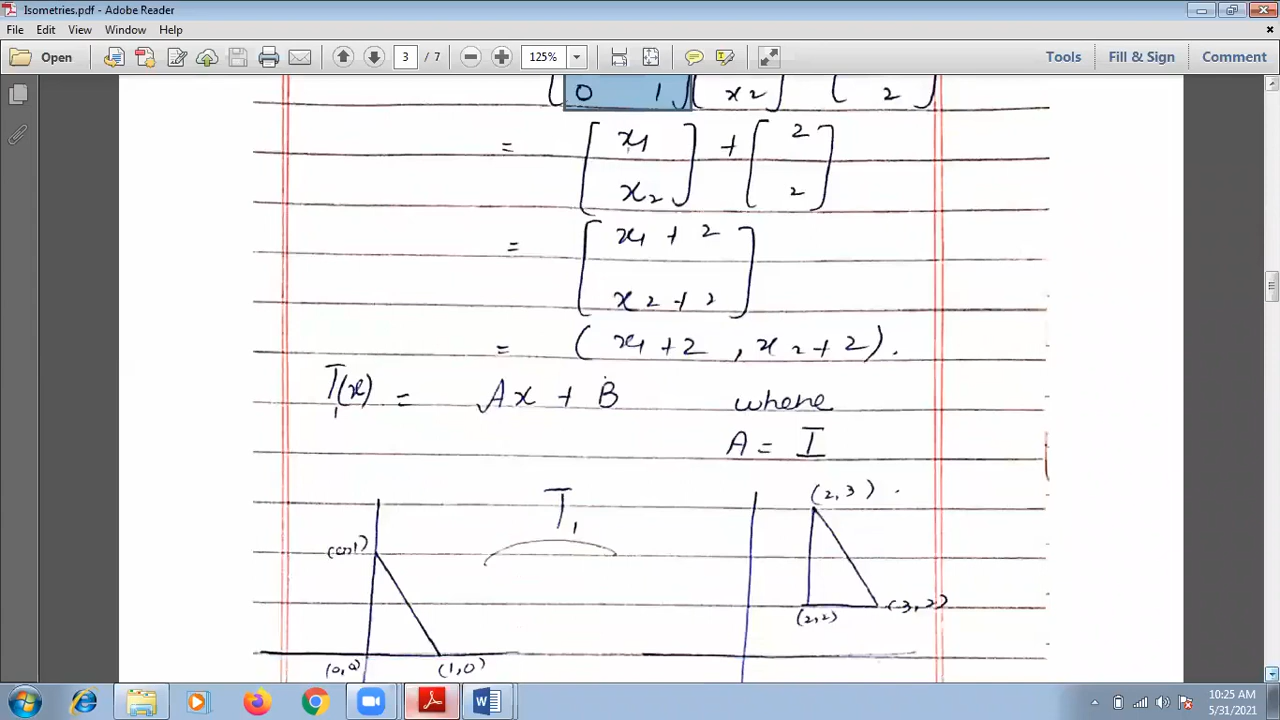 Isometries.pdf - Adobe Reader
File Edit View Window Help
Open 3 / 7 125% Tools Fill & Sign Comment
[ 0 1 ] [ x2 ] [ 2 ]
= [ x1 ] + [ 2 ]
[ x2 ] [ 2 ]
= [ x1 + 2 ]
[ x2 + 2 ]
= ( x1 + 2 , x2 + 2 ).
T1(x) = Ax + B where
A = I
T1
(2,3)
(0,1)
(3,2)
(2,2)
(0,0) (1,0)
10:25 AM
5/31/2021